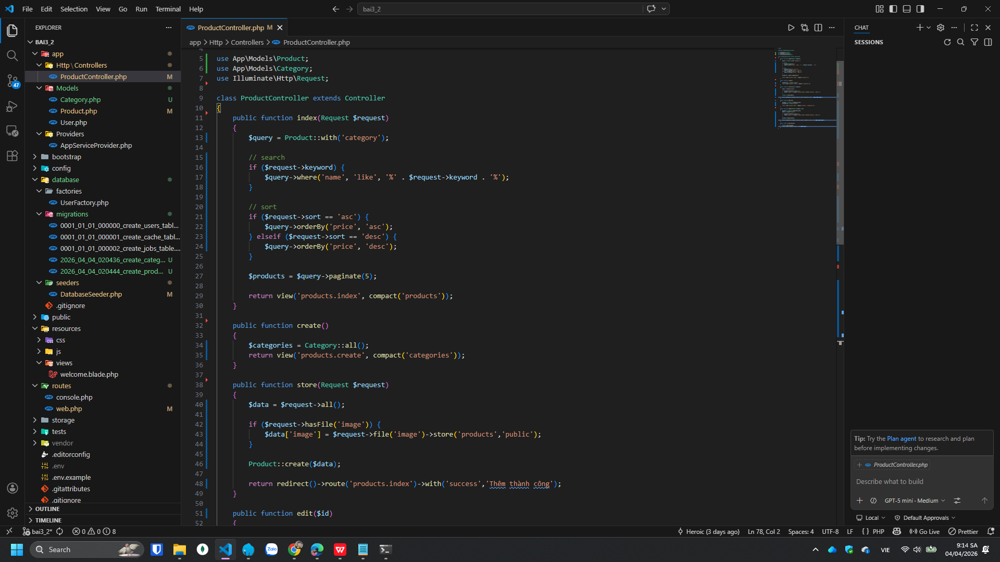 File Edit Selection View Go Run Terminal Help
bai3_2
EXPLORER
BAI3_2
app
Http\Controllers
ProductController.php M
Models
Category.php U
Product.php M
User.php
Providers
AppServiceProvider.php
bootstrap
config
database
factories
UserFactory.php
migrations
0001_01_01_000000_create_users_tabl...
0001_01_01_000001_create_cache_tabl...
0001_01_01_000002_create_jobs_table....
2026_04_04_020436_create_categ... U
2026_04_04_020444_create_prod... U
seeders
DatabaseSeeder.php M
.gitignore
public
resources
css
js
views
welcome.blade.php
routes
console.php
web.php M
storage
tests
vendor
.editorconfig
.env
.env.example
.gitattributes
.gitignore
OUTLINE
TIMELINE
ProductController.php M
app > Http > Controllers > ProductController.php
4
5 use App\Models\Product;
6 use App\Models\Category;
7 use Illuminate\Http\Request;
8
9 class ProductController extends Controller
10 {
11 public function index(Request $request)
12 {
13 $query = Product::with('category');
14
15 // search
16 if ($request->keyword) {
17 $query->where('name', 'like', '%' . $request->keyword . '%');
18 }
19
20 // sort
21 if ($request->sort == 'asc') {
22 $query->orderBy('price', 'asc');
23 } elseif ($request->sort == 'desc') {
24 $query->orderBy('price', 'desc');
25 }
26
27 $products = $query->paginate(5);
28
29 return view('products.index', compact('products'));
30 }
31
32 public function create()
33 {
34 $categories = Category::all();
35 return view('products.create', compact('categories'));
36 }
37
38 public function store(Request $request)
39 {
40 $data = $request->all();
41
42 if ($request->hasFile('image')) {
43 $data['image'] = $request->file('image')->store('products','public');
44 }
45
46 Product::create($data);
47
48 return redirect()->route('products.index')->with('success','Thêm thành công');
49 }
50
51 public function edit($id)
52 {
CHAT
SESSIONS
Tip: Try the Plan agent to research and plan
before implementing changes.
ProductController.php
Describe what to build
GPT-5 mini · Medium
Local Default Approvals
47
bai3_2* 0 0 8
Heroic (3 days ago) Ln 78, Col 2 Spaces: 4 UTF-8 LF { } PHP Go Live Prettier
Search
Zalo
VIE
9:14 SA
04/04/2026